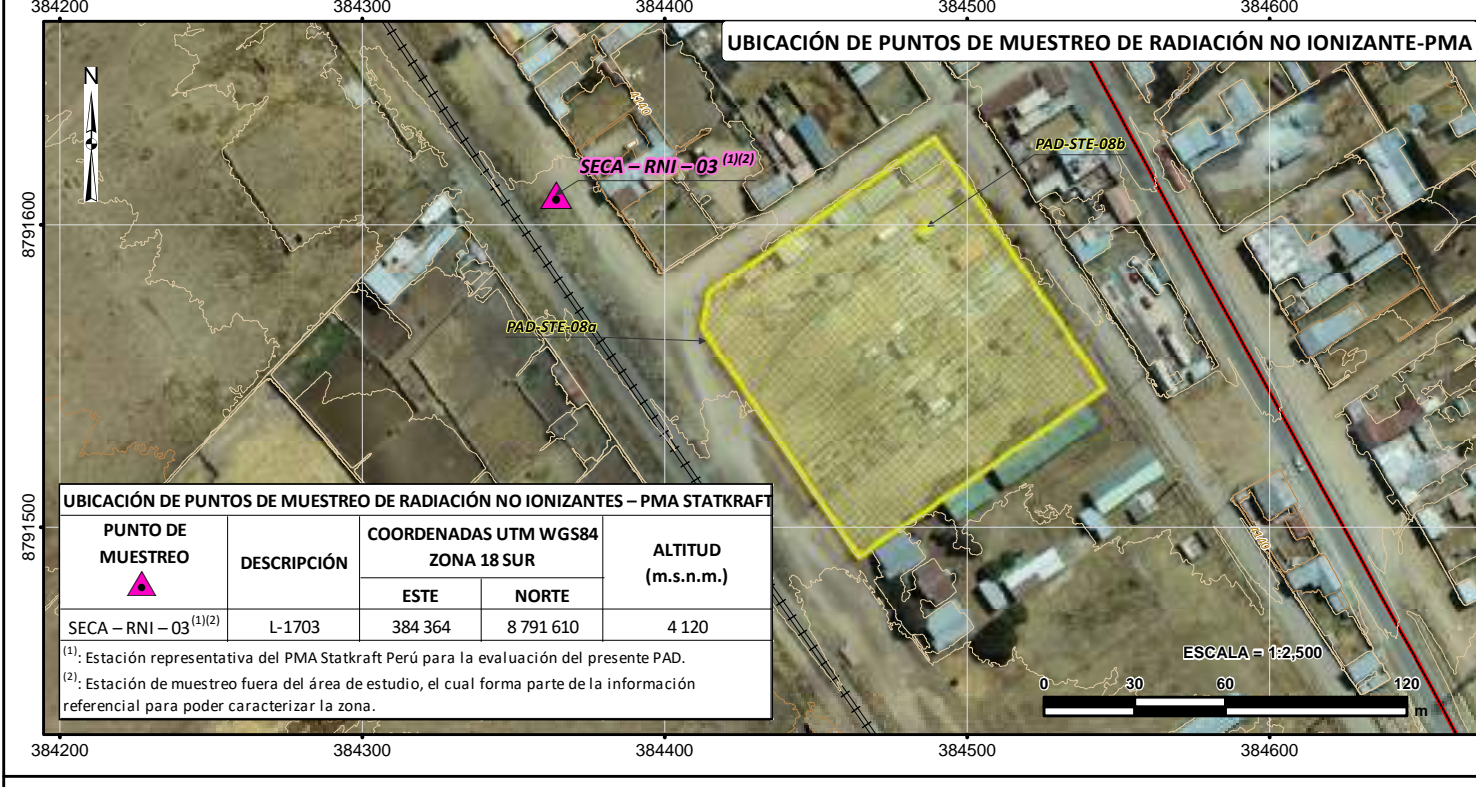 384200 384300 384400 384500 384600
UBICACIÓN DE PUNTOS DE MUESTREO DE RADIACIÓN NO IONIZANTE-PMA
N
SECA – RNI – 03 (1)(2)
PAD-STE-08b
8791600
PAD-STE-08a
8791500
UBICACIÓN DE PUNTOS DE MUESTREO DE RADIACIÓN NO IONIZANTES – PMA STATKRAFT
PUNTO DE
MUESTREO
DESCRIPCIÓN
COORDENADAS UTM WGS84
ZONA 18 SUR
ALTITUD
(m.s.n.m.)
ESTE NORTE
SECA – RNI – 03(1)(2) L-1703 384 364 8 791 610 4 120
(1): Estación representativa del PMA Statkraft Perú para la evaluación del presente PAD.
(2): Estación de muestreo fuera del área de estudio, el cual forma parte de la información
referencial para poder caracterizar la zona.
ESCALA = 1:2,500
0 30 60 120
m
384200 384300 384400 384500 384600